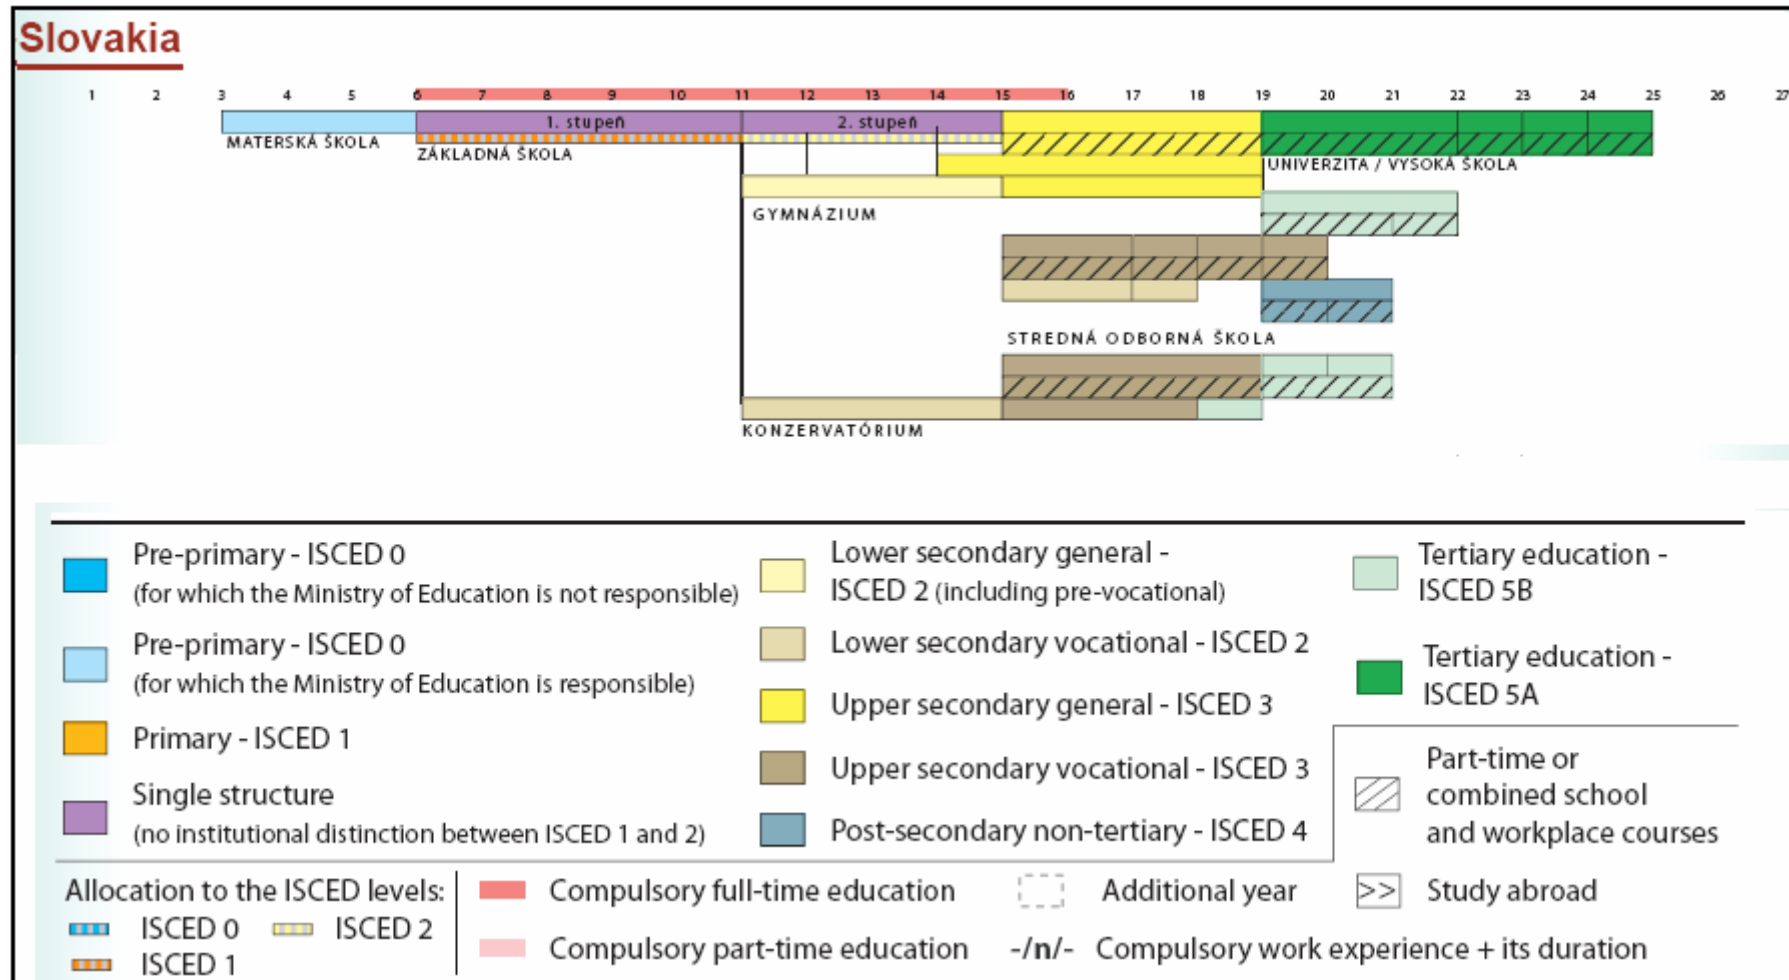 Slovakia
1 2 3 4 5 6 7 8 9 10 11 12 13 14 15 16 17 18 19 20 21 22 23 24 25 26 27
1. stupeň 2. stupeň
MATERSKÁ ŠKOLA
ZÁKLADNÁ ŠKOLA
UNIVERZITA / VYSOKÁ ŠKOLA
GYMNÁZIUM
STREDNÁ ODBORNÁ ŠKOLA
KONZERVATÓRIUM
Pre-primary - ISCED 0
(for which the Ministry of Education is not responsible)
Pre-primary - ISCED 0
(for which the Ministry of Education is responsible)
Primary - ISCED 1
Single structure
(no institutional distinction between ISCED 1 and 2)
Lower secondary general -
ISCED 2 (including pre-vocational)
Lower secondary vocational - ISCED 2
Upper secondary general - ISCED 3
Upper secondary vocational - ISCED 3
Post-secondary non-tertiary - ISCED 4
Tertiary education -
ISCED 5B
Tertiary education -
ISCED 5A
Part-time or
combined school
and workplace courses
Allocation to the ISCED levels:
ISCED 0 ISCED 2
ISCED 1
Compulsory full-time education
Compulsory part-time education
Additional year
-/n/- Compulsory work experience + its duration
>> Study abroad